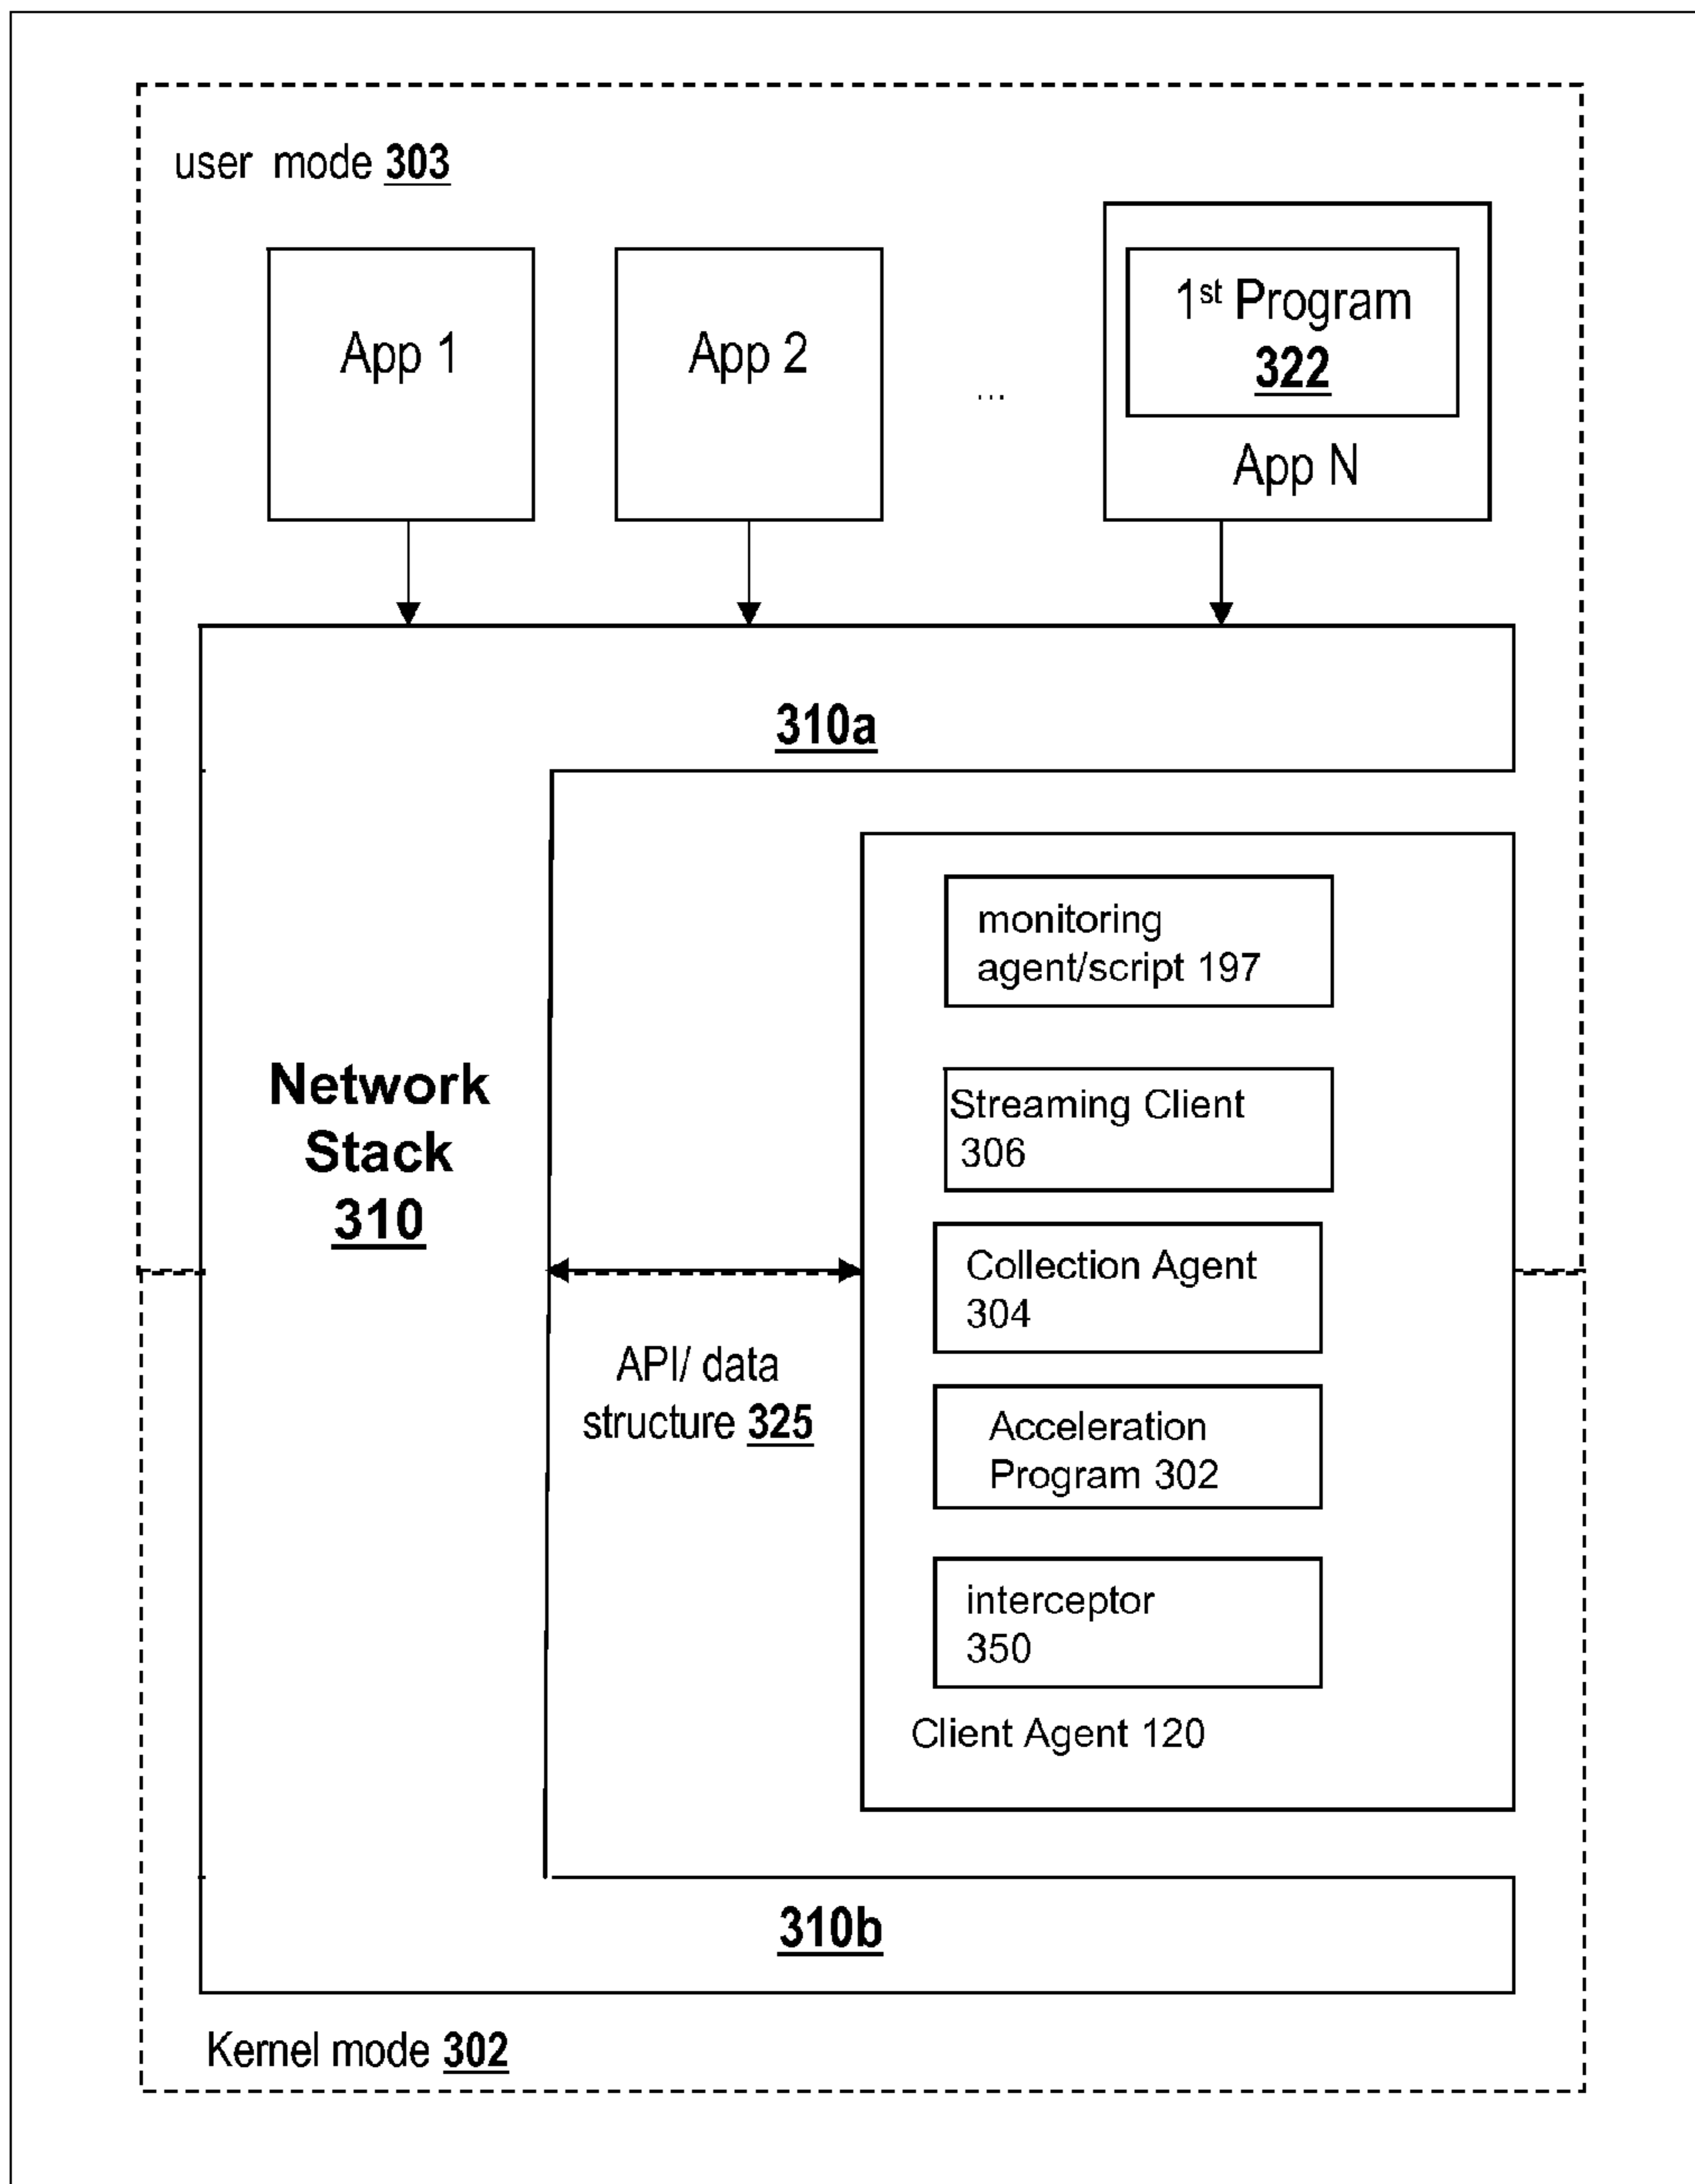 user mode 303
App 1
App 2
...
1st Program
322
App N
310a
Network
Stack
310
API/ data
structure 325
monitoring
agent/script 197
Streaming Client
306
Collection Agent
304
Acceleration
Program 302
interceptor
350
Client Agent 120
310b
Kernel mode 302